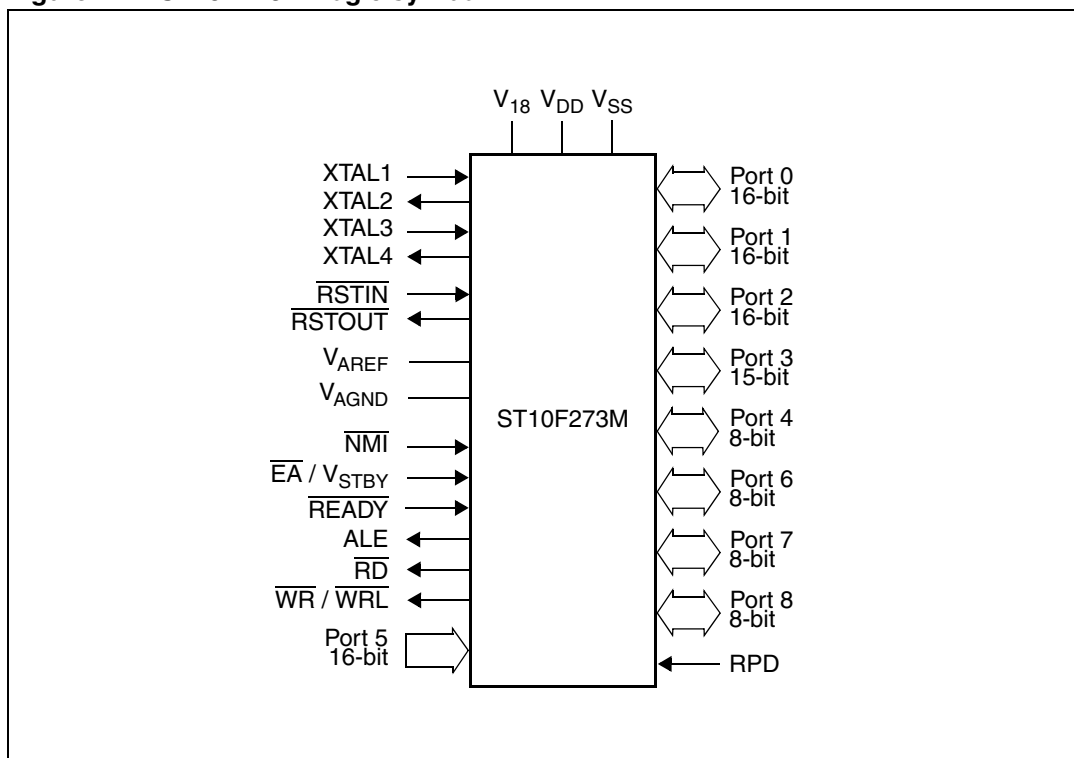 V18 VDD VSS
XTAL1
XTAL2
XTAL3
XTAL4
RSTIN
RSTOUT
VAREF
VAGND
NMI
EA / VSTBY
READY
ALE
RD
WR / WRL
Port 5
16-bit
ST10F273M
Port 0
16-bit
Port 1
16-bit
Port 2
16-bit
Port 3
15-bit
Port 4
8-bit
Port 6
8-bit
Port 7
8-bit
Port 8
8-bit
RPD